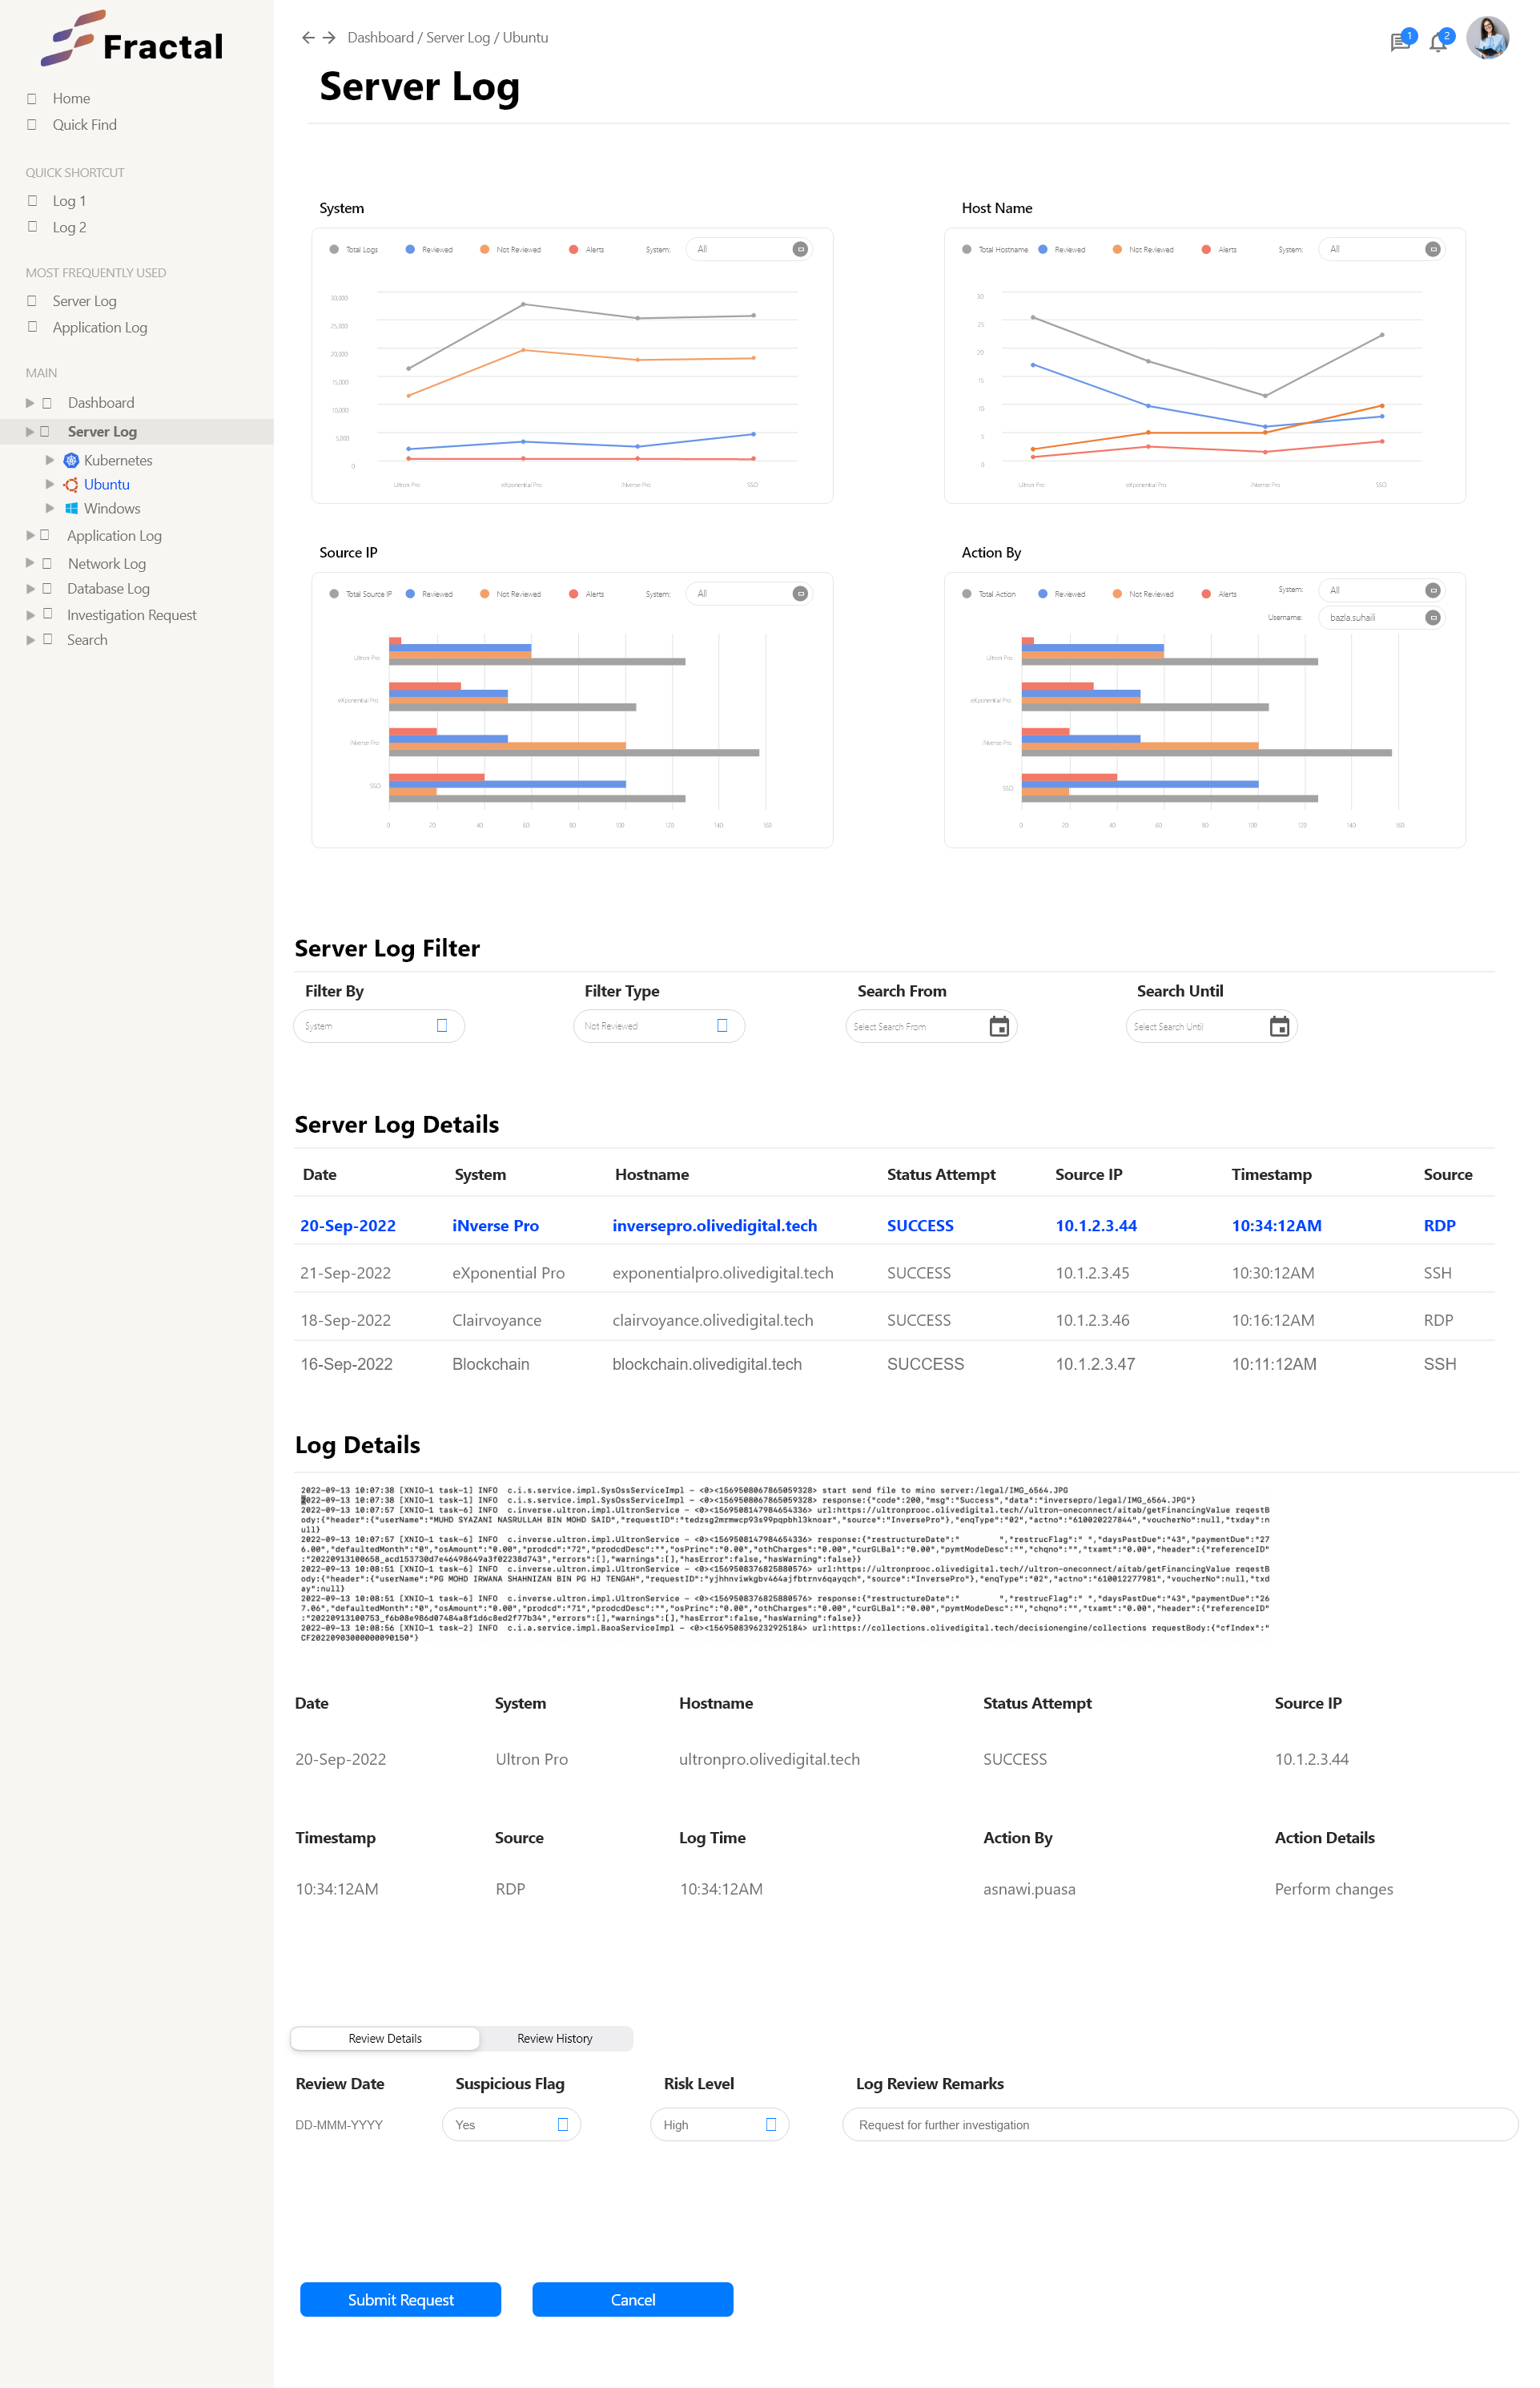 Fractal
Home
Quick Find
QUICK SHORTCUT
Log 1
Log 2
MOST FREQUENTLY USED
Server Log
Application Log
MAIN
Dashboard
Server Log
Kubernetes
Ubuntu
Windows
Application Log
Network Log
Database Log
Investigation Request
Search
Dashboard / Server Log / Ubuntu
1
2
Server Log
System
Total Logs Reviewed Not Reviewed Alerts System: All
30,000
25,000
20,000
15,000
10,000
5,000
0
Ultron Pro eXponential Pro iNverse Pro SSO
Host Name
Total Hostname Reviewed Not Reviewed Alerts System: All
30
25
20
15
10
5
0
Ultron Pro eXponential Pro iNverse Pro SSO
Source IP
Total Source IP Reviewed Not Reviewed Alerts System: All
Ultron Pro
eXponential Pro
iNverse Pro
SSO
0 20 40 60 80 100 120 140 160
Action By
Total Action Reviewed Not Reviewed Alerts System: All
Username: bazla.suhaili
Ultron Pro
eXponential Pro
iNverse Pro
SSO
0 20 40 60 80 100 120 140 160
Server Log Filter
Filter By Filter Type Search From Search Until
System Not Reviewed Select Search From Select Search Until
Server Log Details
Date System Hostname Status Attempt Source IP Timestamp Source
20-Sep-2022 iNverse Pro inversepro.olivedigital.tech SUCCESS 10.1.2.3.44 10:34:12AM RDP
21-Sep-2022 eXponential Pro exponentialpro.olivedigital.tech SUCCESS 10.1.2.3.45 10:30:12AM SSH
18-Sep-2022 Clairvoyance clairvoyance.olivedigital.tech SUCCESS 10.1.2.3.46 10:16:12AM RDP
16-Sep-2022 Blockchain blockchain.olivedigital.tech SUCCESS 10.1.2.3.47 10:11:12AM SSH
Log Details
2022-09-13 10:07:38 [XNIO-1 task-1] INFO c.i.s.service.impl.SysOssServiceImpl - <0><1569508067865059328> start send file to mino server:/legal/IMG_6564.JPG
2022-09-13 10:07:38 [XNIO-1 task-1] INFO c.i.s.service.impl.SysOssServiceImpl - <0><1569508067865059328> response:{"code":200,"msg":"Success","data":"inversepro/legal/IMG_6564.JPG"}
2022-09-13 10:07:57 [XNIO-1 task-6] INFO c.inverse.ultron.UltronService - <0><1569508147984654336> url:https://ultronprooc.olivedigital.tech//ultron-oneconnect/aitab/getFinancingValue reqestB
ody:{"header":{"userName":"MUHD SYAZANI NASRULLAH BIN MOHD SAID","requestID":"tedzsg2mrmwcp93s99pqpbhl3knoar","source":"InversePro"},"enqType":"02","actno":"610020227844","voucherNo":null,"txday":n
ull}
2022-09-13 10:07:57 [XNIO-1 task-6] INFO c.inverse.ultron.UltronService - <0><1569508147984654336> response:{"restructureDate":" ","restrucFlag":" ","daysPastDue":"43","paymentDue":"27
6.00","defaultedMonth":"0","osAmount":"0.00","prodcd":"72","prodcdDesc":"","osPrinc":"0.00","othCharges":"0.00","curGLBal":"0.00","pymtModeDesc":"","chqno":"","txamt":"0.00","header":{"referenceID"
:"20220913100658_acd153730d7e46498649a3f02238d743","errors":[],"warnings":[],"hasError":false,"hasWarning":false}}
2022-09-13 10:08:51 [XNIO-1 task-6] INFO c.inverse.ultron.UltronService - <0><1569508376825880576> url:https://ultronprooc.olivedigital.tech//ultron-oneconnect/aitab/getFinancingValue reqestB
ody:{"header":{"userName":"PG MOHD IRWANA SHAHNIZAN BIN PG HJ TENGAH","requestID":"yjhhnviwkgbv464ajfbtrnv6qayqch","source":"InversePro"},"enqType":"02","actno":"610012277981","voucherNo":null,"txd
ay":null}
2022-09-13 10:08:51 [XNIO-1 task-6] INFO c.inverse.ultron.UltronService - <0><1569508376825880576> response:{"restructureDate":" ","restrucFlag":" ","daysPastDue":"43","paymentDue":"26
7.06","defaultedMonth":"0","osAmount":"0.00","prodcd":"71","prodcdDesc":"","osPrinc":"0.00","othCharges":"0.00","curGLBal":"0.00","pymtModeDesc":"","chqno":"","txamt":"0.00","header":{"referenceID"
:"20220913100753_f6b08e986d07484a8f1d6c8ed2f77b34","errors":[],"warnings":[],"hasError":false,"hasWarning":false}}
2022-09-13 10:08:56 [XNIO-1 task-2] INFO c.i.a.service.impl.BaoaServiceImpl - <0><1569508396232925184> url:https://collections.olivedigital.tech/decisionengine/collections requestBody:{"cfIndex":"
CF20220903000000090150"}
Date System Hostname Status Attempt Source IP
20-Sep-2022 Ultron Pro ultronpro.olivedigital.tech SUCCESS 10.1.2.3.44
Timestamp Source Log Time Action By Action Details
10:34:12AM RDP 10:34:12AM asnawi.puasa Perform changes
Review Details Review History
Review Date Suspicious Flag Risk Level Log Review Remarks
DD-MMM-YYYY Yes High Request for further investigation
Submit Request Cancel